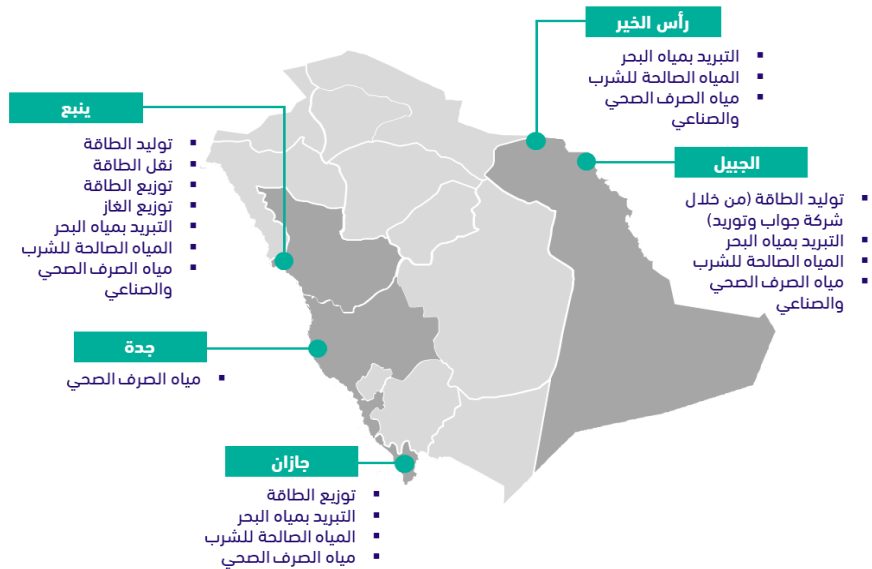 رأس الخير
▪ التبريد بمياه البحر
▪ المياه الصالحة للشرب
▪ مياه الصرف الصحي
والصناعي
الجبيل
▪ توليد الطاقة (من خلال
شركة جواب وتوريد)
▪ التبريد بمياه البحر
▪ المياه الصالحة للشرب
▪ مياه الصرف الصحي
والصناعي
ينبع
▪ توليد الطاقة
▪ نقل الطاقة
▪ توزيع الطاقة
▪ توزيع الغاز
▪ التبريد بمياه البحر
▪ المياه الصالحة للشرب
▪ مياه الصرف الصحي
والصناعي
جدة
▪ مياه الصرف الصحي
جازان
▪ توزيع الطاقة
▪ التبريد بمياه البحر
▪ المياه الصالحة للشرب
▪ مياه الصرف الصحي